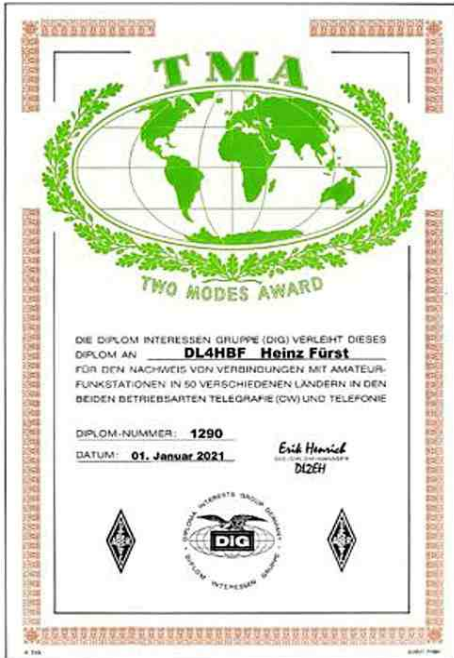 TMA
TWO MODES AWARD
DIE DIPLOM INTERESSEN GRUPPE (DIG) VERLEIHT DIESES
DIPLOM AN DL4HBF Heinz Fürst
FÜR DEN NACHWEIS VON VERBINDUNGEN MIT AMATEUR-
FUNKSTATIONEN IN 50 VERSCHIEDENEN LÄNDERN IN DEN
BEIDEN BETRIEBSARTEN TELEGRAFIE (CW) UND TELEFONIE
DIPLOM-NUMMER: 1290
DATUM: 01. Januar 2021
Erik Henrich
DL2EH
DIPLOMA INTERESTS GROUP GERMANY
DIG
DIPLOM INTERESSEN GRUPPE